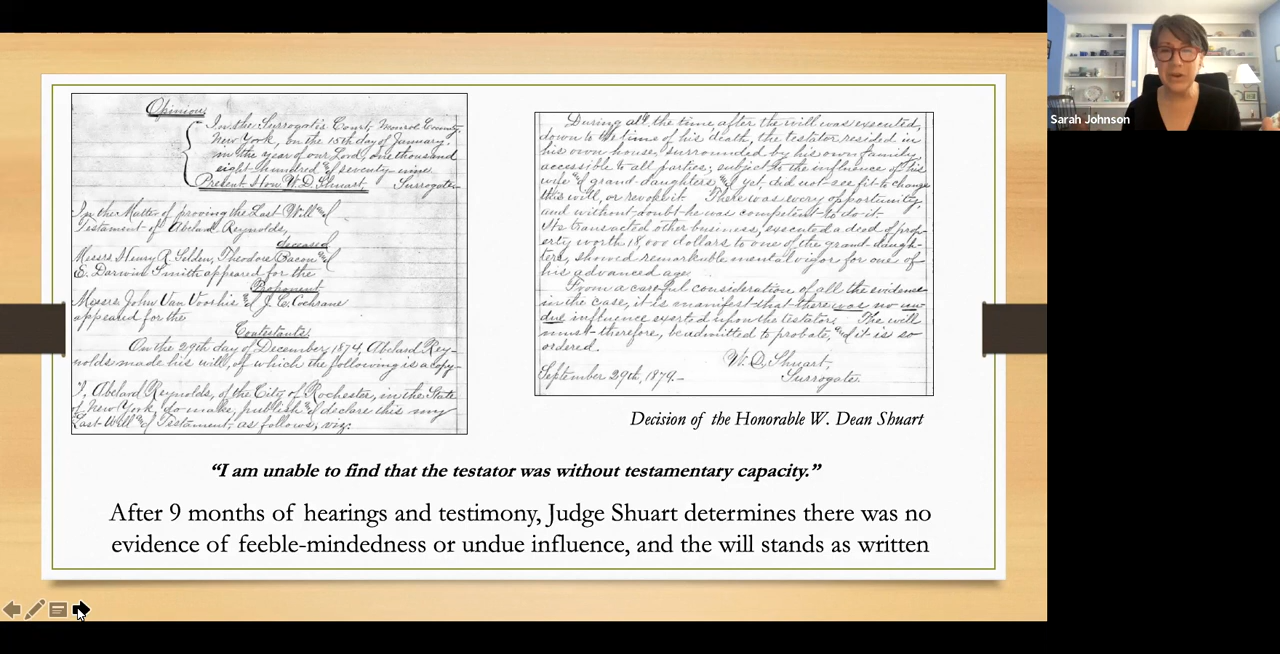 Opinion.
In the Surrogate's Court, Monroe County,
New York, on the 15th day of January,
in the year of our Lord, one thousand
eight hundred & seventy nine.
Present, Hon. W. D. Shuart, Surrogate.
In the Matter of proving the Last Will &
Testament of Abelard Reynolds,
deceased
Messrs Henry R. Selden, Theodore Bacon &
E. Darwin Smith appeared for the
Proponent
Messrs John Van Voorhis & J. C. Cochrane
appeared for the
Contestants.
On the 29th day of December, 1874, Abelard Rey-
nolds made his will, of which the following is a copy-
I, Abelard Reynolds, of the City of Rochester, in the State
of New York, do make, publish & declare this my
Last Will & Testament, as follows, viz:
During all the time after the will was executed,
down to the time of his death, the testator resided in
his own house, surrounded by his own family,
accessible to all parties; subject to the influence of his
wife & grand daughters & yet, did not see fit to change
this will, or revoke it. There was every opportunity,
and without doubt he was competent to do it.
He transacted other business, executed a deed of prop-
erty worth 18,000 dollars to one of the grand daugh-
ters, showed remarkable mental vigor for one of
his advanced age.
From a careful consideration of all the evidence
in the case, it is manifest that there was no un-
due influence exerted upon the testator. The will
must therefore, be admitted to probate, & it is so
ordered.
W. D. Shuart,
September 29th, 1879.- Surrogate.
Decision of the Honorable W. Dean Shuart
“I am unable to find that the testator was without testamentary capacity.”
After 9 months of hearings and testimony, Judge Shuart determines there was no
evidence of feeble-mindedness or undue influence, and the will stands as written
Sarah Johnson